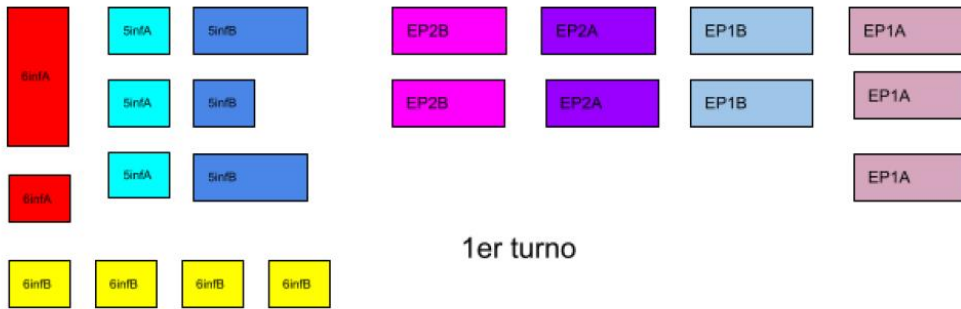 5infA 5infB EP2B EP2A EP1B EP1A
6infA
5infA 5infB EP2B EP2A EP1B EP1A
5infA 5infB EP1A
6infA
1er turno
6infB 6infB 6infB 6infB